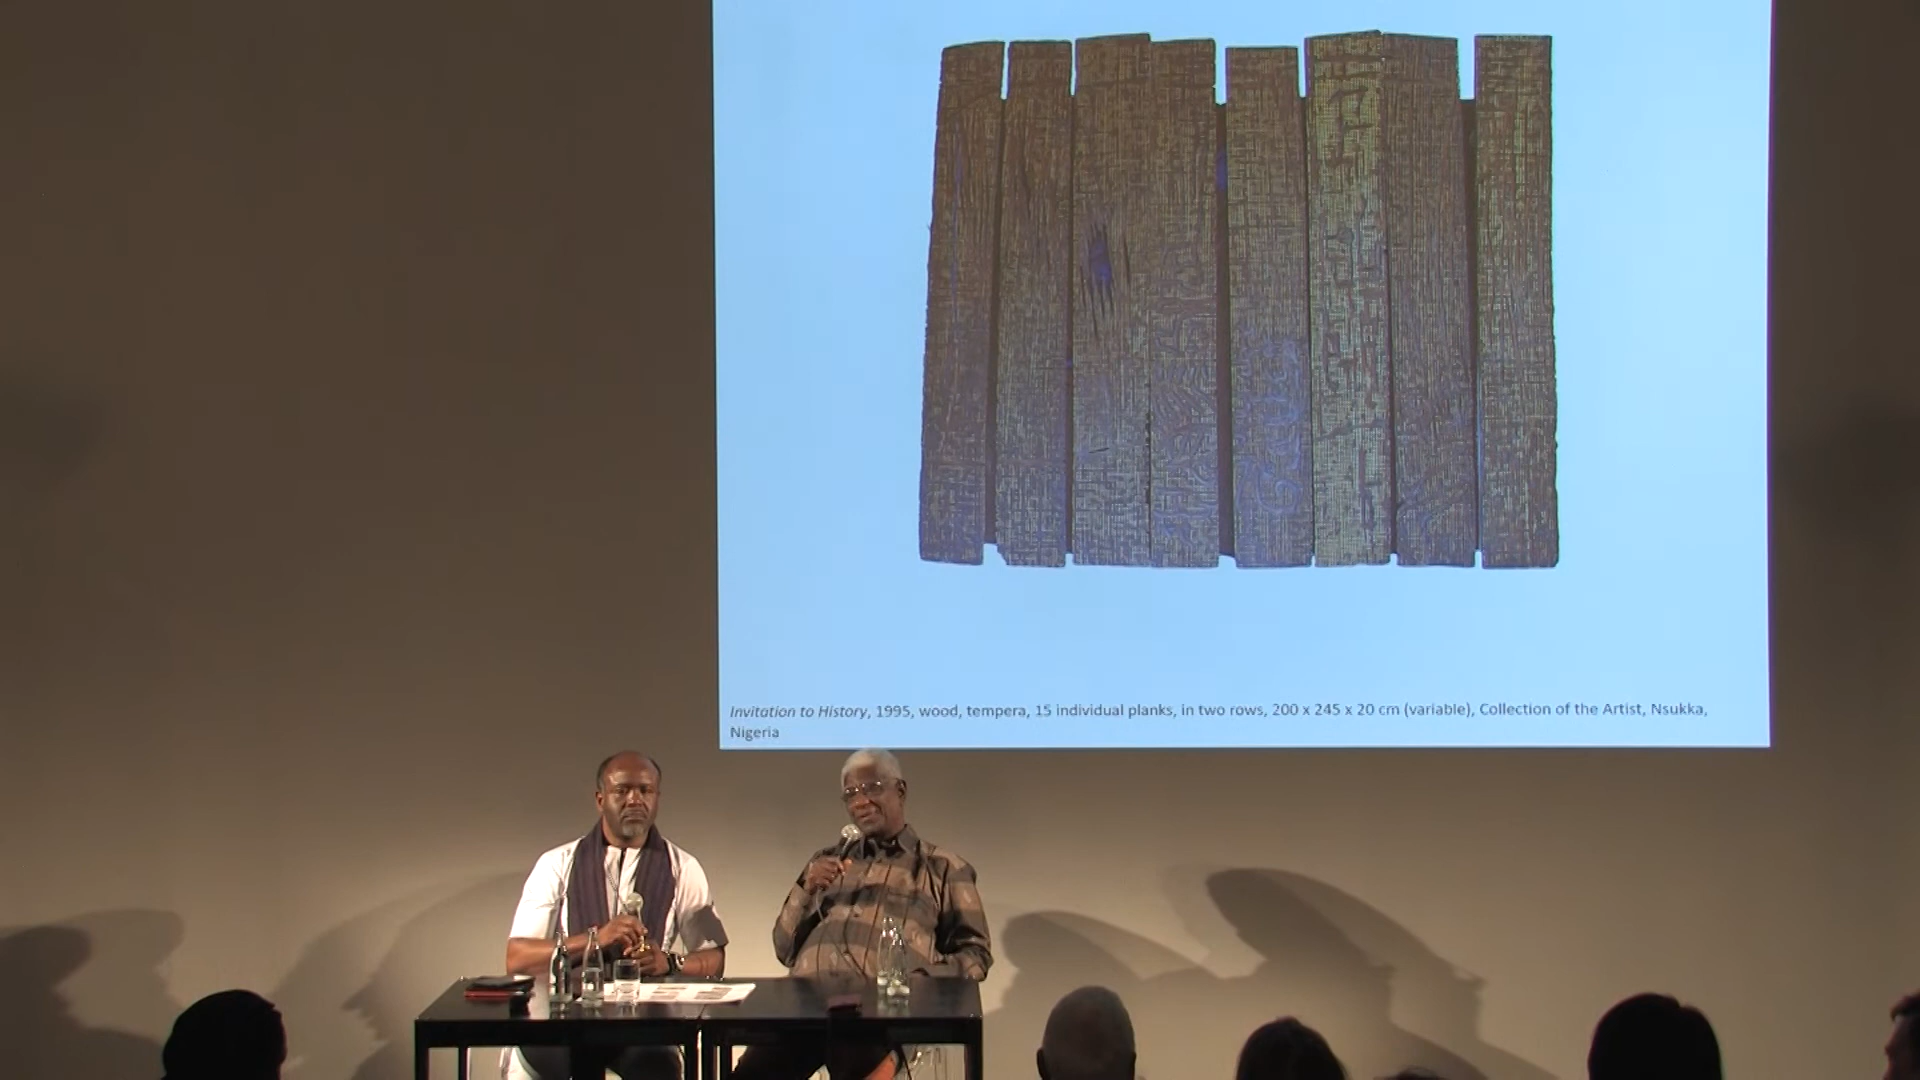 Invitation to History, 1995, wood, tempera, 15 individual planks, in two rows, 200 x 245 x 20 cm (variable), Collection of the Artist, Nsukka,
Nigeria